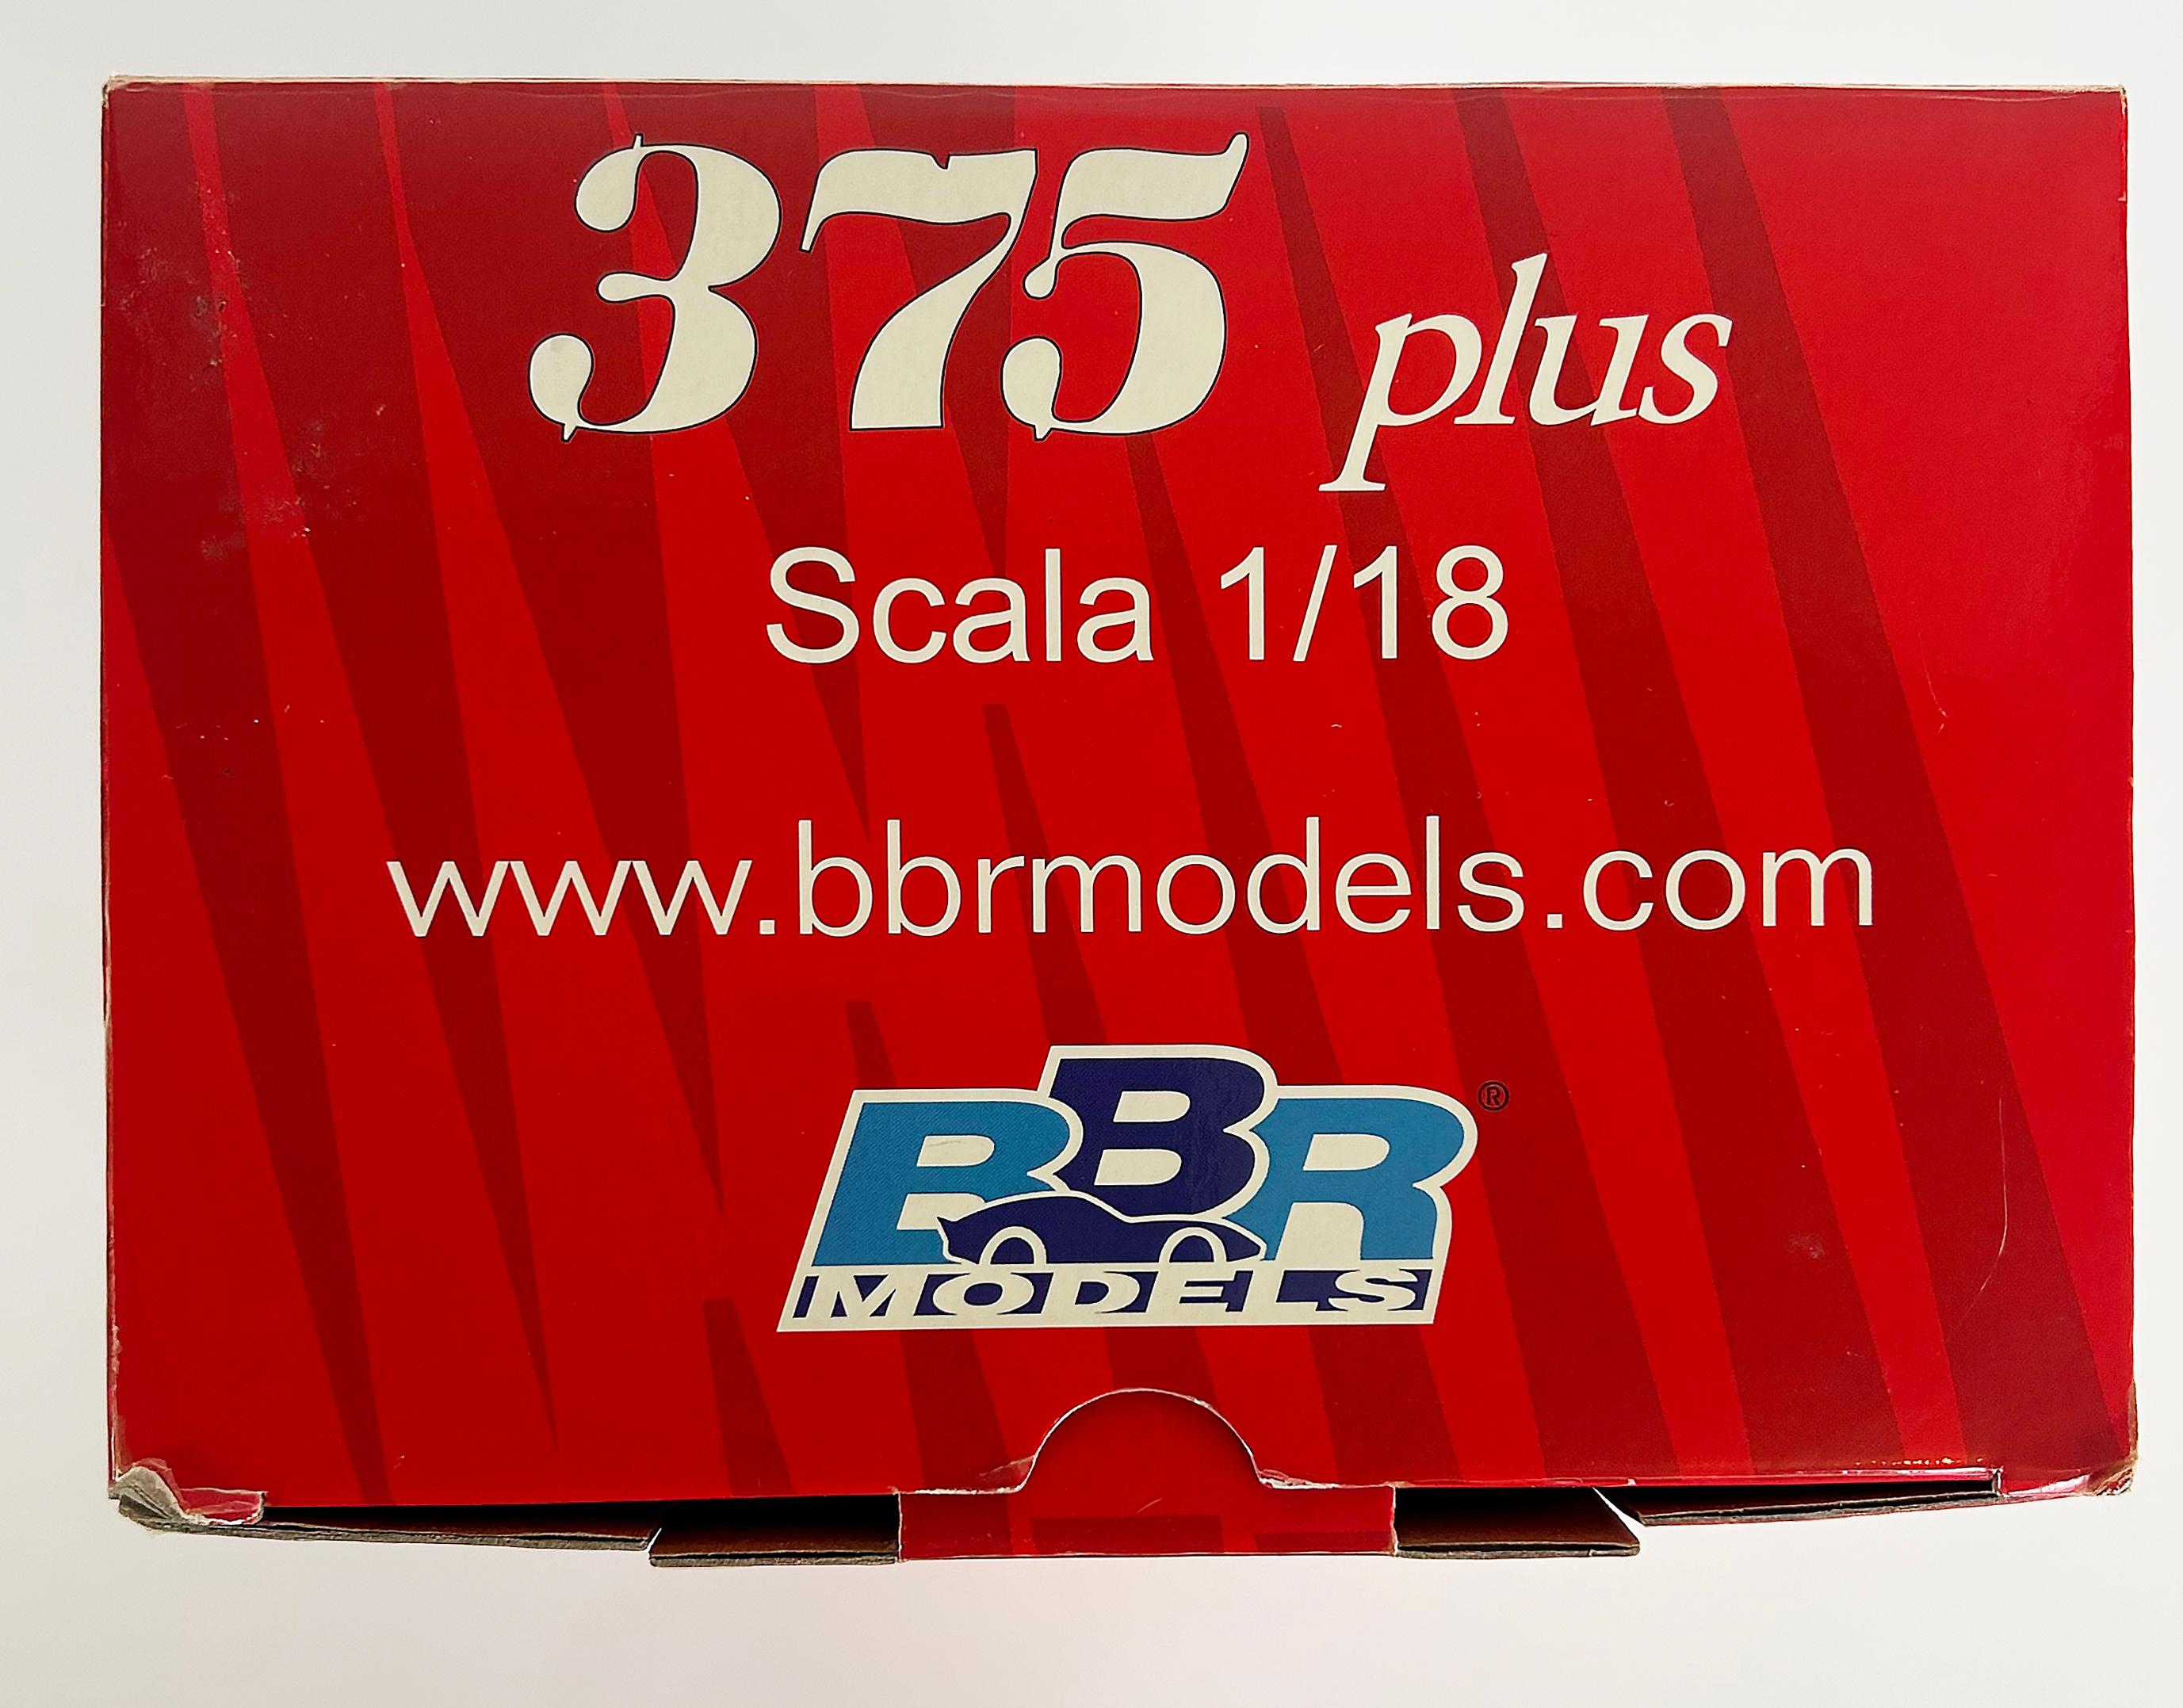 375 plus
Scala 1/18
www.bbrmodels.com
BBR ®
MODELS